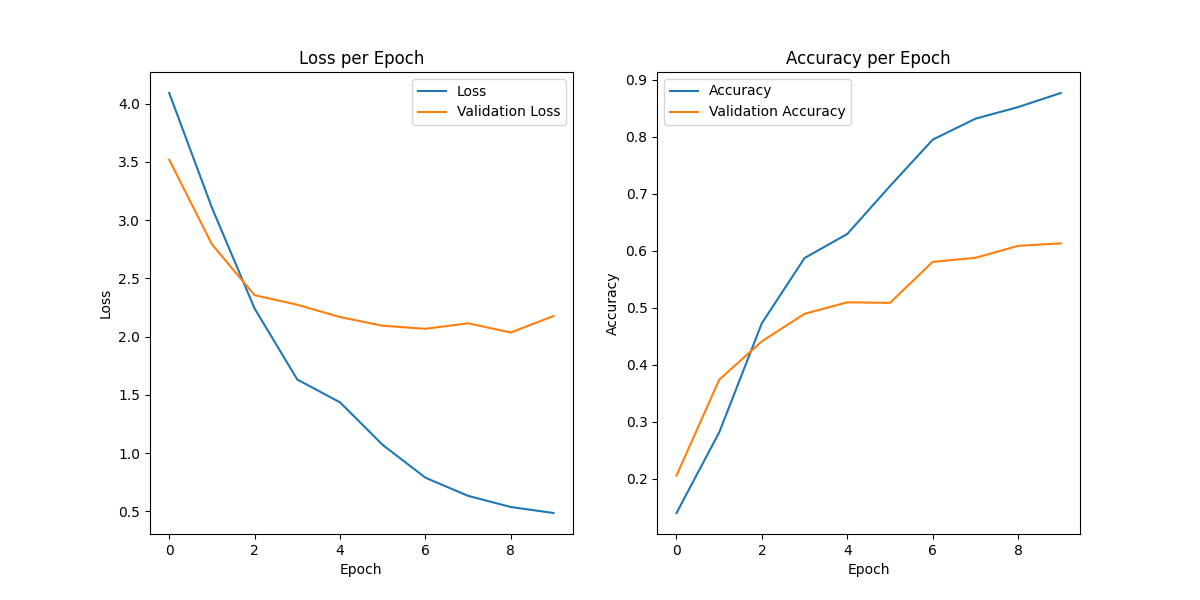 Loss per Epoch
Loss
Validation Loss
4.0
3.5
3.0
2.5
2.0
1.5
1.0
0.5
Loss
0
2
4
6
8
Epoch
Accuracy per Epoch
Accuracy
Validation Accuracy
0.9
0.8
0.7
0.6
0.5
0.4
0.3
0.2
Accuracy
0
2
4
6
8
Epoch